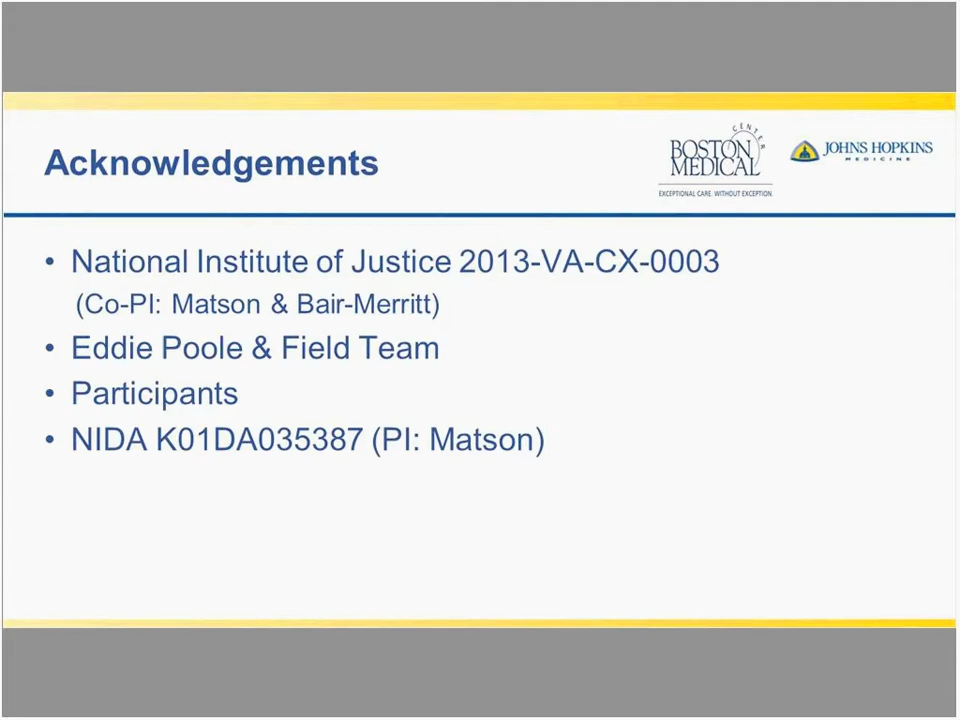 Acknowledgements
CENTER
BOSTON
MEDICAL
EXCEPTIONAL CARE. WITHOUT EXCEPTION.
JOHNS HOPKINS
MEDICINE
• National Institute of Justice 2013-VA-CX-0003
(Co-PI: Matson & Bair-Merritt)
• Eddie Poole & Field Team
• Participants
• NIDA K01DA035387 (PI: Matson)